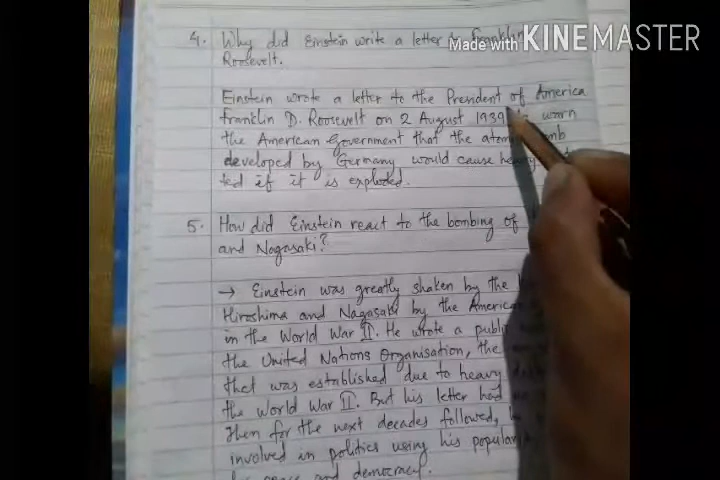 Made with KINEMASTER
4. Why did Einstein write a letter to Franklin
Roosevelt.
Einstein wrote a letter to the President of America
Franklin D. Roosevelt on 2 August 1939 warn
the American Government that the
developed by Germany would cause
ted if it is exploded.
5. How did Einstein react to the bombing of
and Nagasaki?
→ Einstein was greatly shaken by the
Hiroshima and Nagasaki by the
in the World War II. He wrote a
the United Nations Organisation, the
that was established due to heavy
the World War II. But his letter had
Then for the next decades followed,
involved in politics using his
peace and democracy.